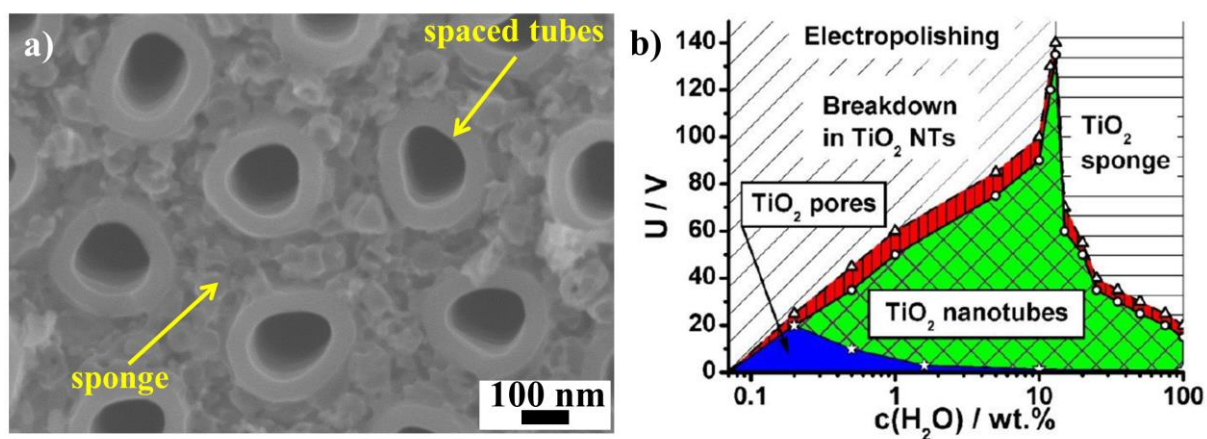 a)
spaced tubes
sponge
100 nm
b)
U / V
140
120
100
80
60
40
20
0
Electropolishing
Breakdown
in TiO₂ NTs
TiO₂ pores
TiO₂
sponge
TiO₂ nanotubes
0.1
1
10
100
c(H₂O) / wt.%